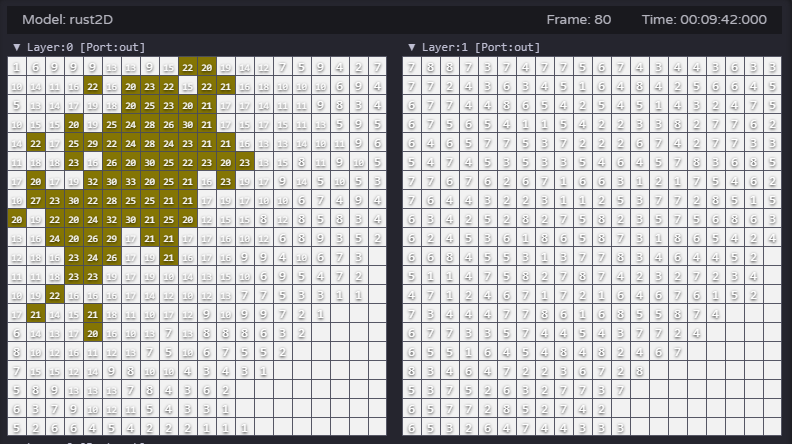 Model: rust2D Frame: 80 Time: 00:09:42:000
▼ Layer:0 [Port:out] ▼ Layer:1 [Port:out]
1 6 9 9 9 13 13 9 15 22 20 19 14 12 7 5 9 4 2 7 7 8 8 7 3 7 4 7 7 5 6 7 4 3 4 4 3 6 3 3
10 14 11 16 22 16 20 23 22 15 22 21 16 18 10 10 10 6 9 4 7 7 2 4 3 6 3 4 5 1 6 4 8 4 2 5 6 6 4 5
5 13 14 17 19 18 20 25 23 20 21 17 17 14 11 11 9 8 3 4 6 7 7 4 4 8 6 5 4 2 5 4 5 1 4 3 2 4 7 5
10 15 15 20 19 25 24 28 26 30 21 17 15 17 15 11 13 5 9 5 6 7 5 6 5 4 1 1 5 4 2 2 3 3 8 2 7 7 6 2
14 22 17 25 29 22 24 28 24 23 21 21 16 13 13 14 10 11 9 6 6 4 6 5 7 7 5 3 7 2 2 2 6 7 4 2 7 7 3 3
11 18 18 23 16 26 20 30 25 22 23 20 23 13 15 8 11 9 10 5 5 4 7 4 5 3 5 3 3 5 4 6 4 5 7 8 3 6 8 5
17 20 17 19 32 30 33 20 25 21 16 23 19 17 9 14 5 10 5 3 7 7 6 7 6 2 6 7 1 6 6 3 1 2 1 7 5 4 6 2
10 27 23 30 22 28 25 25 21 21 17 19 17 10 10 6 7 4 9 4 7 4 4 3 2 2 3 1 1 2 5 3 7 7 2 8 5 1 5
20 19 22 20 24 32 30 21 25 20 12 15 15 8 12 8 5 8 3 4 6 3 4 2 5 2 8 2 7 5 8 2 3 5 7 5 6 8 6 3
13 16 24 20 26 29 17 21 21 17 17 16 10 12 6 8 9 3 5 2 6 2 4 5 3 6 1 8 6 5 8 7 3 1 8 6 5 4 2 4
12 18 16 23 24 26 17 19 21 16 17 16 9 9 4 10 6 7 3 6 6 8 4 5 5 3 1 3 7 7 8 3 4 6 4 4 5 2
11 11 18 23 23 19 17 19 10 14 13 15 10 6 9 5 4 7 2 5 1 1 4 7 5 8 2 7 8 7 4 2 3 2 7 2 3 4
10 19 22 16 16 16 17 14 12 10 12 13 7 7 5 3 3 1 1 4 7 1 2 4 6 7 1 7 2 1 6 4 6 7 6 1 5 2
17 21 14 15 21 18 11 10 17 12 9 10 9 9 7 2 1 7 3 4 4 4 7 7 8 6 1 6 8 5 5 4 8 7 4
6 14 13 17 20 16 10 13 7 13 8 8 8 6 3 2 6 7 7 3 3 5 7 4 4 5 4 3 7 7 2 4
8 10 12 16 11 12 13 7 5 10 6 7 5 5 2 6 5 5 1 6 4 5 4 8 4 8 2 4 6 7
7 15 15 12 14 9 8 10 10 4 3 4 3 1 8 3 4 6 4 7 2 2 3 6 7 2 8
5 8 9 13 13 13 7 8 4 3 6 2 5 3 7 5 2 6 3 2 7 7 3 7
6 3 7 9 10 12 11 5 4 3 3 1 6 5 7 7 2 8 5 2 7 4 2
5 2 6 6 4 5 4 2 2 2 1 1 1 6 5 3 2 6 4 7 4 4 3 3 3